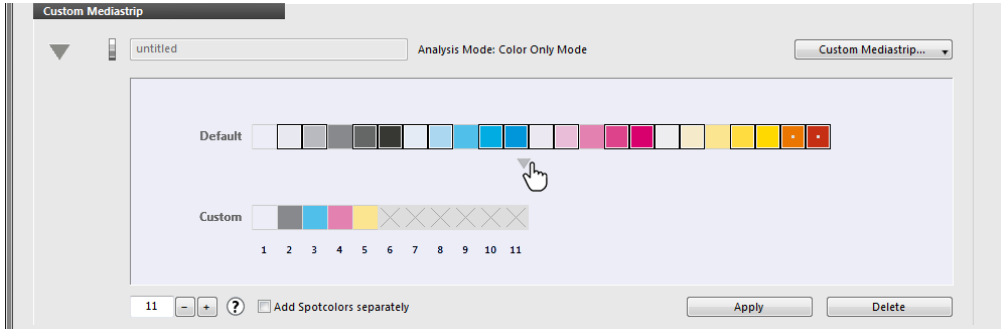 Custom Mediastrip
untitled
Analysis Mode: Color Only Mode
Custom Mediastrip...
Default
Custom
1 2 3 4 5 6 7 8 9 10 11
11
-
+
?
Add Spotcolors separately
Apply
Delete